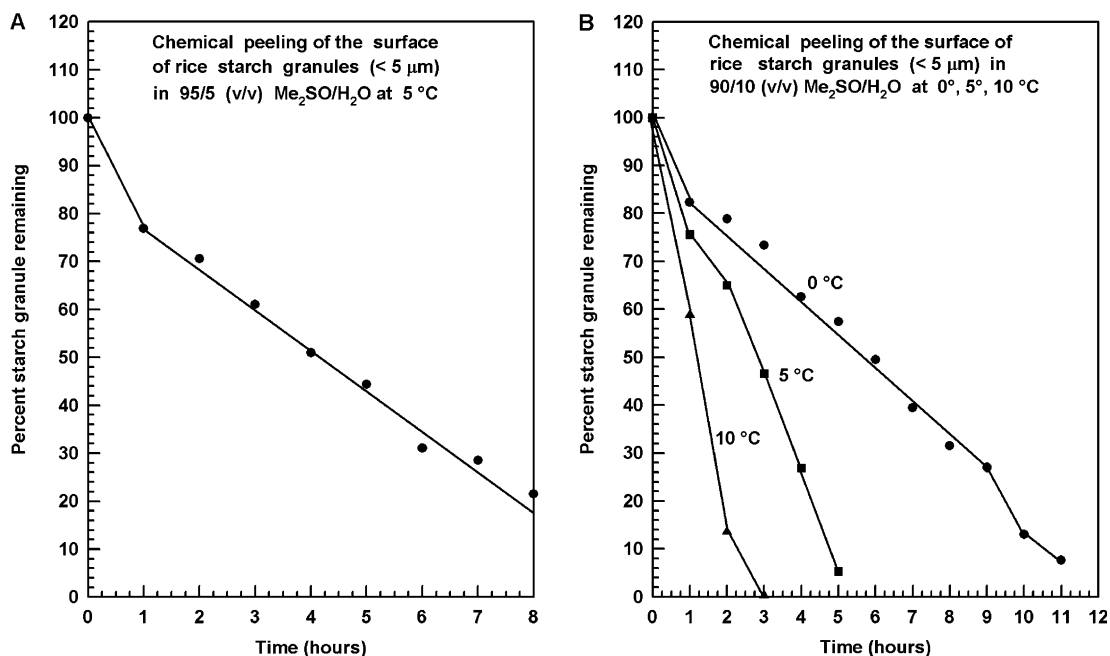 A
Chemical peeling of the surface
of rice starch granules (< 5 µm)
in 95/5 (v/v) Me₂SO/H₂O at 5 °C
120
110
100
90
80
70
60
50
40
30
20
10
0
Percent starch granule remaining
0 1 2 3 4 5 6 7 8
Time (hours)
B
Chemical peeling of the surface of
rice starch granules (< 5 µm) in
90/10 (v/v) Me₂SO/H₂O at 0°, 5°, 10 °C
120
110
100
90
80
70
60
50
40
30
20
10
0
Percent starch granule remaining
0 °C
5 °C
10 °C
0 1 2 3 4 5 6 7 8 9 10 11 12
Time (hours)